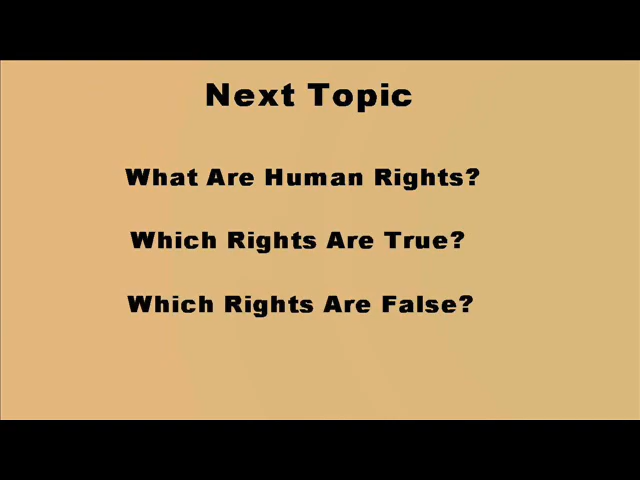 Next Topic
What Are Human Rights?
Which Rights Are True?
Which Rights Are False?